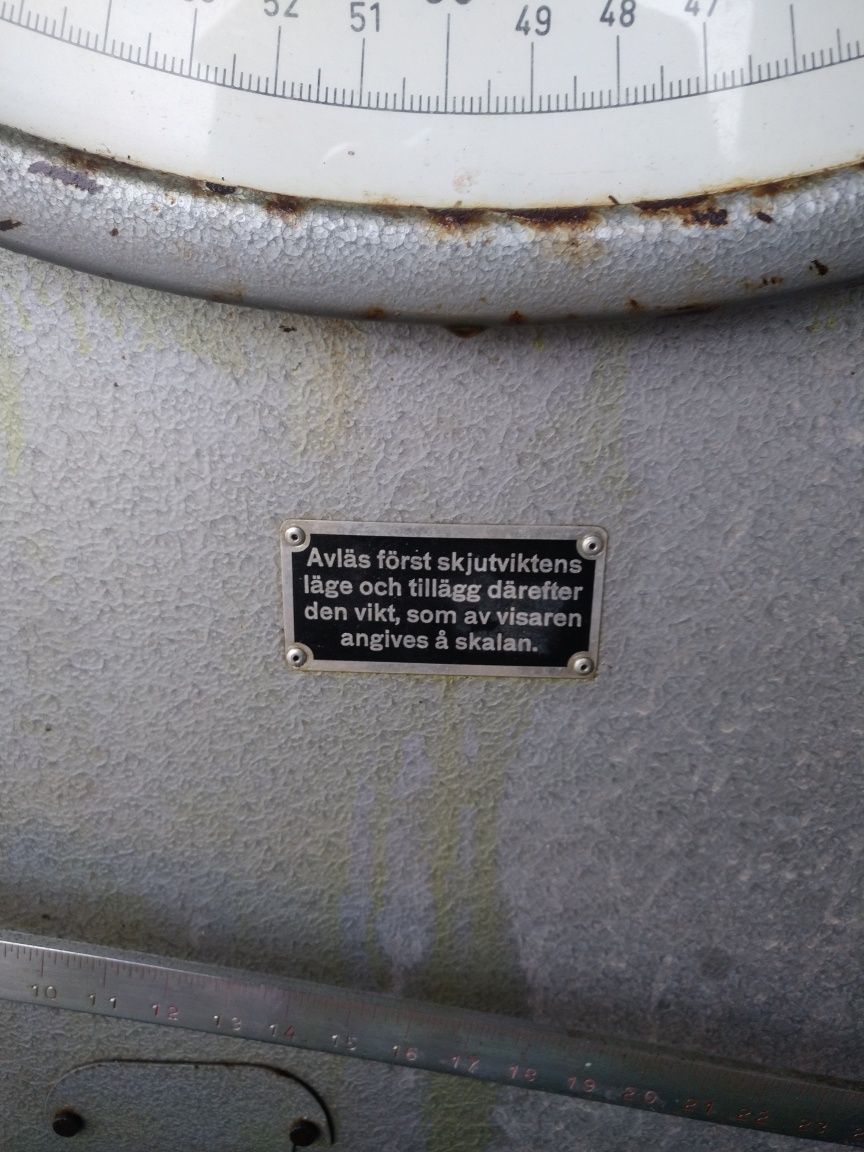 52 51 49 48 47
Avläs först skjutviktens
läge och tillägg därefter
den vikt, som av visaren
angives å skalan.
10 11 12 13 14 15 16 17 18 19 20 21 22 23